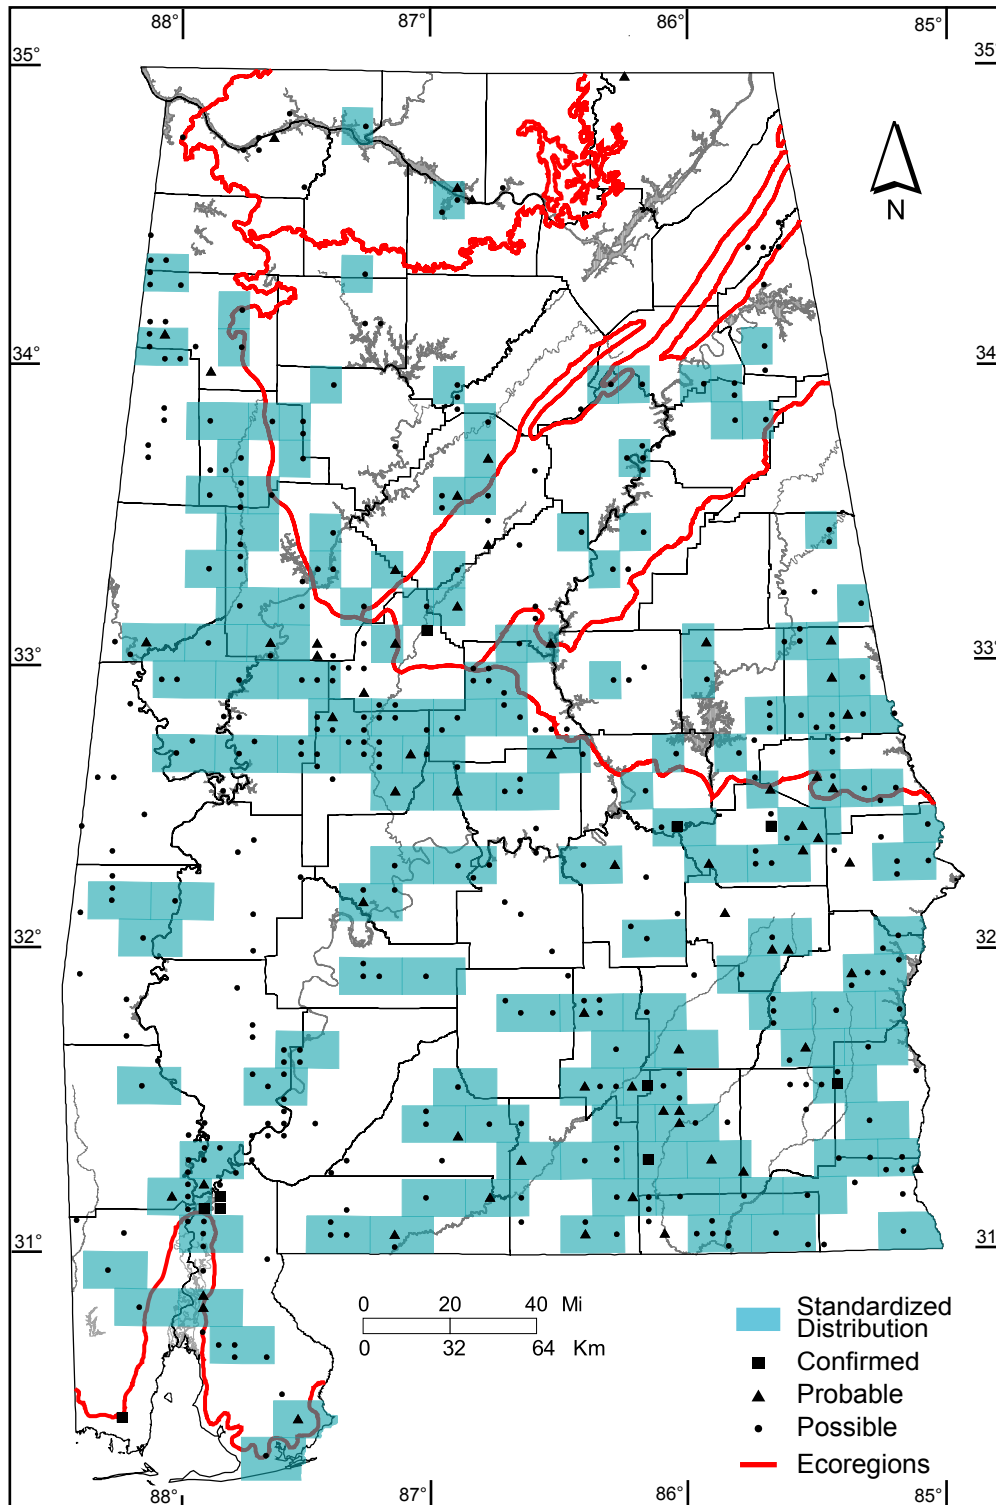 88° 87° 86° 85°
35° 35°
N
34° 34
33° 33°
32° 32
31° 31
0 20 40 Mi
0 32 64 Km
Standardized
Distribution
Confirmed
Probable
Possible
Ecoregions
88° 87° 86° 85°